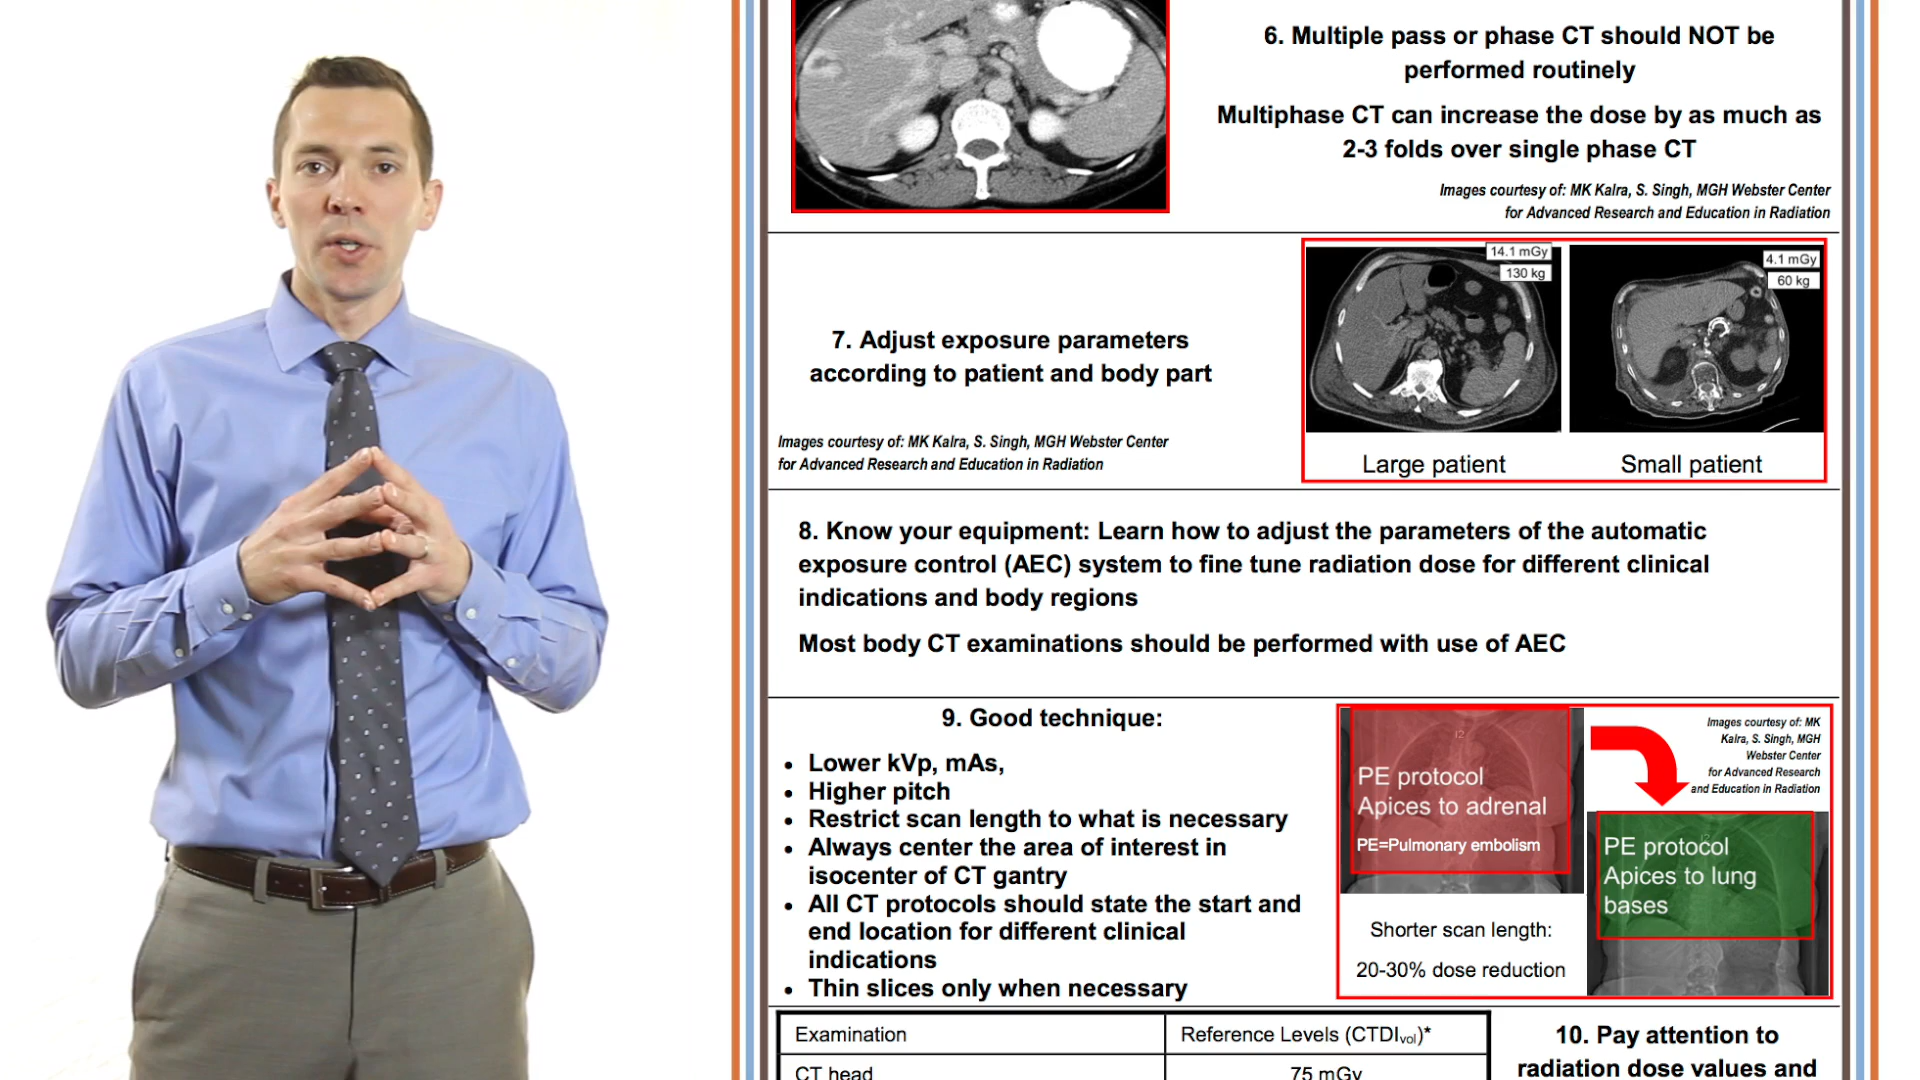 6. Multiple pass or phase CT should NOT be
performed routinely
Multiphase CT can increase the dose by as much as
2-3 folds over single phase CT
Images courtesy of: MK Kalra, S. Singh, MGH Webster Center
for Advanced Research and Education in Radiation
7. Adjust exposure parameters
according to patient and body part
Images courtesy of: MK Kalra, S. Singh, MGH Webster Center
for Advanced Research and Education in Radiation
14.1 mGy
130 kg
4.1 mGy
60 kg
Large patient
Small patient
8. Know your equipment: Learn how to adjust the parameters of the automatic
exposure control (AEC) system to fine tune radiation dose for different clinical
indications and body regions
Most body CT examinations should be performed with use of AEC
9. Good technique:
• Lower kVp, mAs,
• Higher pitch
• Restrict scan length to what is necessary
• Always center the area of interest in
isocenter of CT gantry
• All CT protocols should state the start and
end location for different clinical
indications
• Thin slices only when necessary
PE protocol
Apices to adrenal
PE=Pulmonary embolism
Images courtesy of: MK
Kalra, S. Singh, MGH
Webster Center
for Advanced Research
and Education in Radiation
PE protocol
Apices to lung
bases
Shorter scan length:
20-30% dose reduction
Examination
Reference Levels (CTDIvol)*
CT head
75 mGy
10. Pay attention to
radiation dose values and